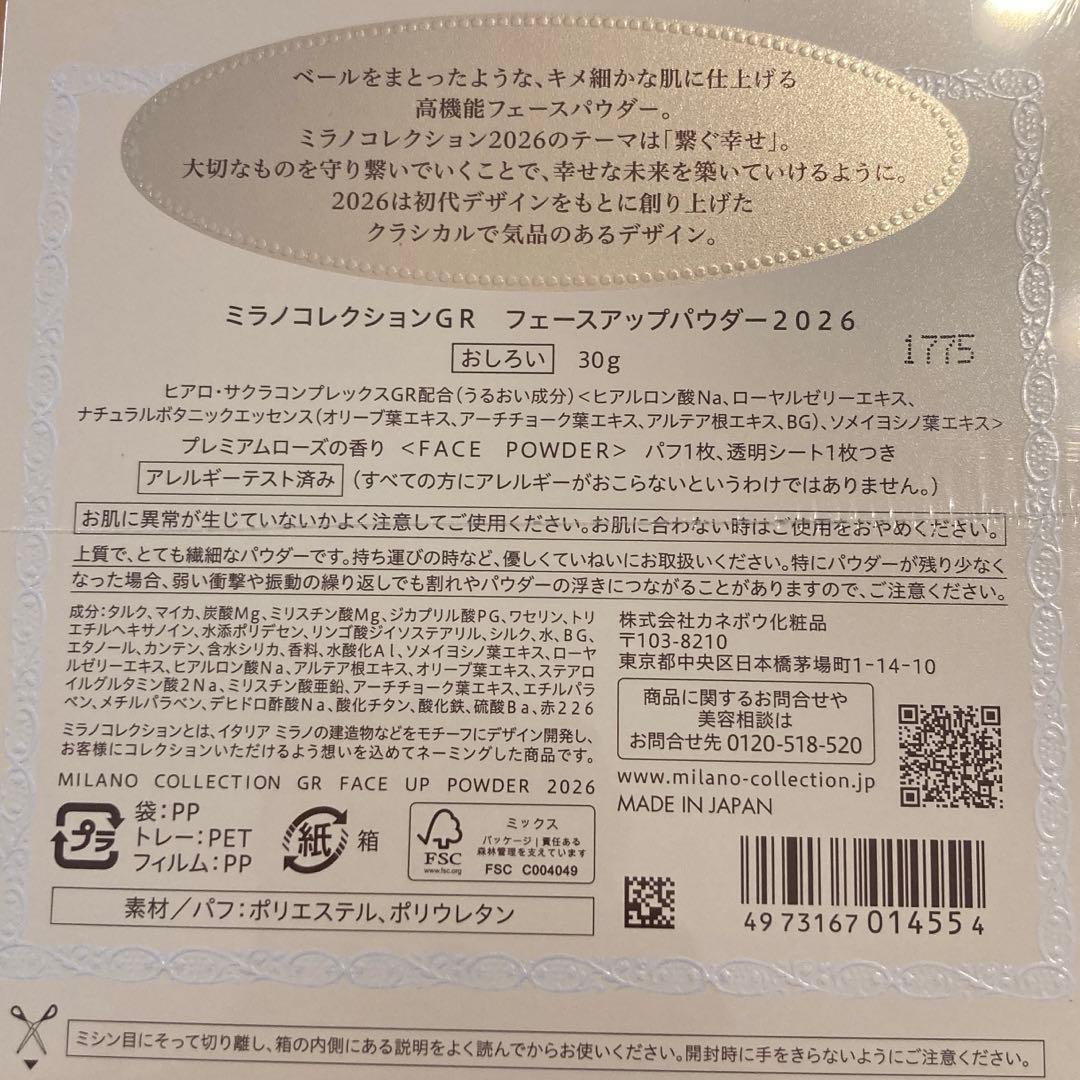 ベールをまとったような、キメ細かな肌に仕上げる
高機能フェースパウダー。
ミラノコレクション2026のテーマは「繋ぐ幸せ」。
大切なものを守り繋いでいくことで、幸せな未来を築いていけるように。
2026は初代デザインをもとに創り上げた
クラシカルで気品のあるデザイン。
ミラノコレクションGR フェースアップパウダー2026
おしろい 30g
1775
ヒアロ・サクラコンプレックスGR配合(うるおい成分)<ヒアルロン酸Na、ローヤルゼリーエキス、
ナチュラルボタニックエッセンス(オリーブ葉エキス、アーチチョーク葉エキス、アルテア根エキス、BG)、ソメイヨシノ葉エキス>
プレミアムローズの香り <FACE POWDER> パフ1枚、透明シート1枚つき
アレルギーテスト済み (すべての方にアレルギーがおこらないというわけではありません。)
お肌に異常が生じていないかよく注意してご使用ください。お肌に合わない時はご使用をおやめください。
上質で、とても繊細なパウダーです。持ち運びの時など、優しくていねいにお取扱いください。特にパウダーが残り少なく
なった場合、弱い衝撃や振動の繰り返しでも割れやパウダーの浮きにつながることがありますので、ご注意ください。
成分:タルク、マイカ、炭酸Mg、ミリスチン酸Mg、ジカプリル酸PG、ワセリン、トリ
エチルヘキサノイン、水添ポリデセン、リンゴ酸ジイソステアリル、シルク、水、BG、
エタノール、カンテン、含水シリカ、香料、水酸化Al、ソメイヨシノ葉エキス、ローヤ
ルゼリーエキス、ヒアルロン酸Na、アルテア根エキス、オリーブ葉エキス、ステアロ
イルグルタミン酸2Na、ミリスチン酸亜鉛、アーチチョーク葉エキス、エチルパラ
ベン、メチルパラベン、デヒドロ酢酸Na、酸化チタン、酸化鉄、硫酸Ba、赤226
ミラノコレクションとは、イタリア ミラノの建造物などをモチーフにデザイン開発し、
お客様にコレクションいただけるよう想いを込めてネーミングした商品です。
MILANO COLLECTION GR FACE UP POWDER 2026
株式会社カネボウ化粧品
〒103-8210
東京都中央区日本橋茅場町1-14-10
商品に関するお問合せや
美容相談は
お問合せ先 0120-518-520
www.milano-collection.jp
MADE IN JAPAN
プラ
袋:PP
トレー:PET
フィルム:PP
紙 箱
FSC
www.fsc.org
ミックス
パッケージ|責任ある
森林管理を支えています
FSC C004049
素材/パフ:ポリエステル、ポリウレタン
4973167014554
ミシン目にそって切り離し、箱の内側にある説明をよく読んでからお使いください。開封時に手をきらないようにご注意ください。